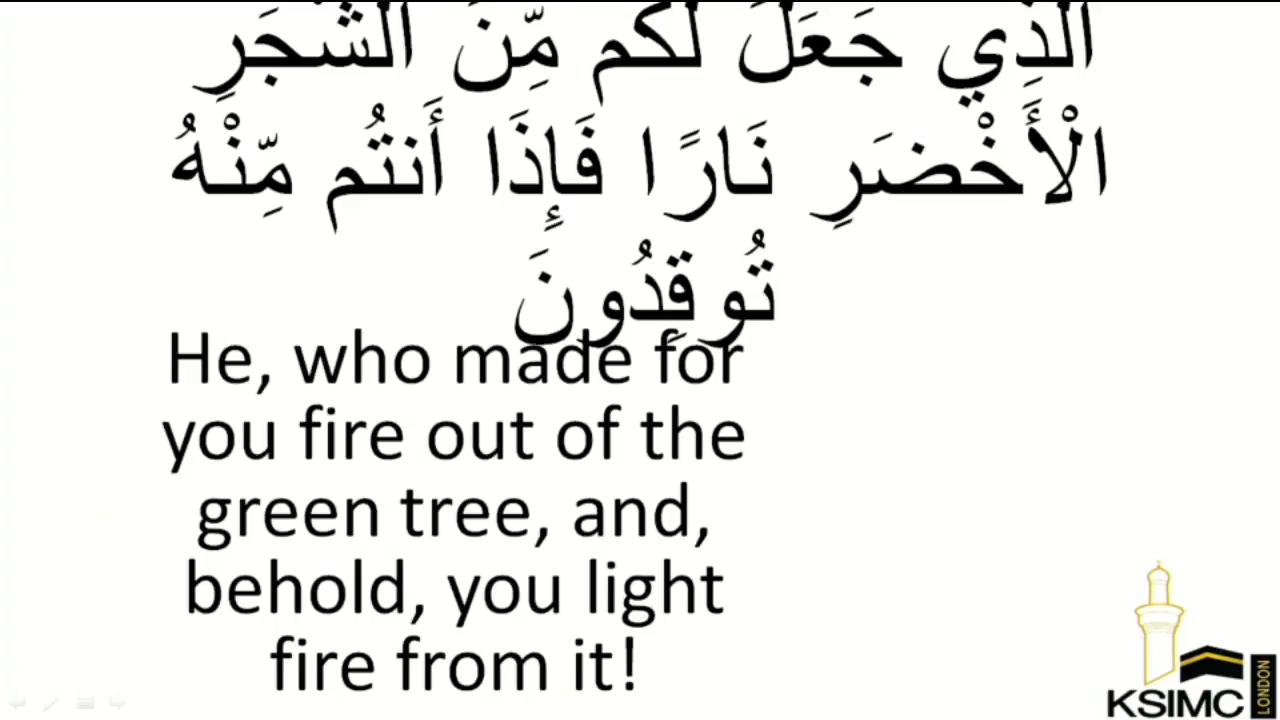 الَّذِي جَعَلَ لَكُم مِّنَ الشَّجَرِ
الْأَخْضَرِ نَارًا فَإِذَا أَنتُم مِّنْهُ
تُوقِدُونَ
He, who made for
you fire out of the
green tree, and,
behold, you light
fire from it!
KSIMC
LONDON